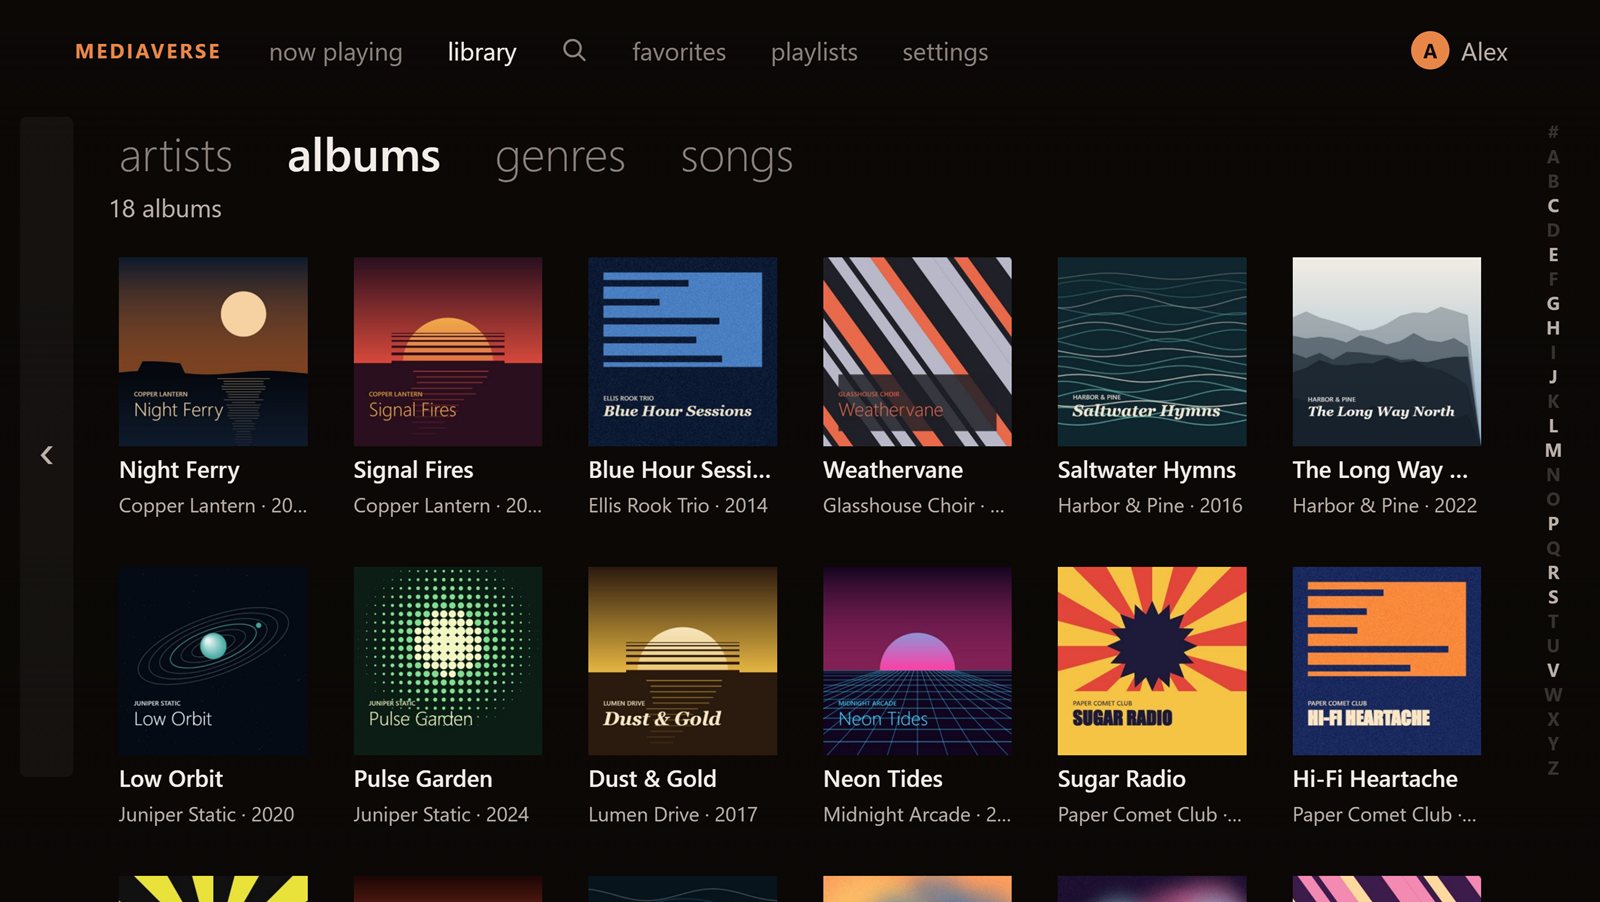 MEDIAVERSE now playing library favorites playlists settings A Alex
artists albums genres songs
18 albums
COPPER LANTERN
Night Ferry
COPPER LANTERN
Signal Fires
ELLIS ROOK TRIO
Blue Hour Sessions
GLASSHOUSE CHOIR
Weathervane
HARBOR & PINE
Saltwater Hymns
HARBOR & PINE
The Long Way North
Night Ferry
Copper Lantern · 20...
Signal Fires
Copper Lantern · 20...
Blue Hour Sessi...
Ellis Rook Trio · 2014
Weathervane
Glasshouse Choir · ...
Saltwater Hymns
Harbor & Pine · 2016
The Long Way ...
Harbor & Pine · 2022
JUNIPER STATIC
Low Orbit
JUNIPER STATIC
Pulse Garden
LUMEN DRIVE
Dust & Gold
MIDNIGHT ARCADE
Neon Tides
PAPER COMET CLUB
SUGAR RADIO
PAPER COMET CLUB
HI-FI HEARTACHE
Low Orbit
Juniper Static · 2020
Pulse Garden
Juniper Static · 2024
Dust & Gold
Lumen Drive · 2017
Neon Tides
Midnight Arcade · 2...
Sugar Radio
Paper Comet Club ·...
Hi-Fi Heartache
Paper Comet Club ·...
#
A
B
C
D
E
F
G
H
I
J
K
L
M
N
O
P
Q
R
S
T
U
V
W
X
Y
Z